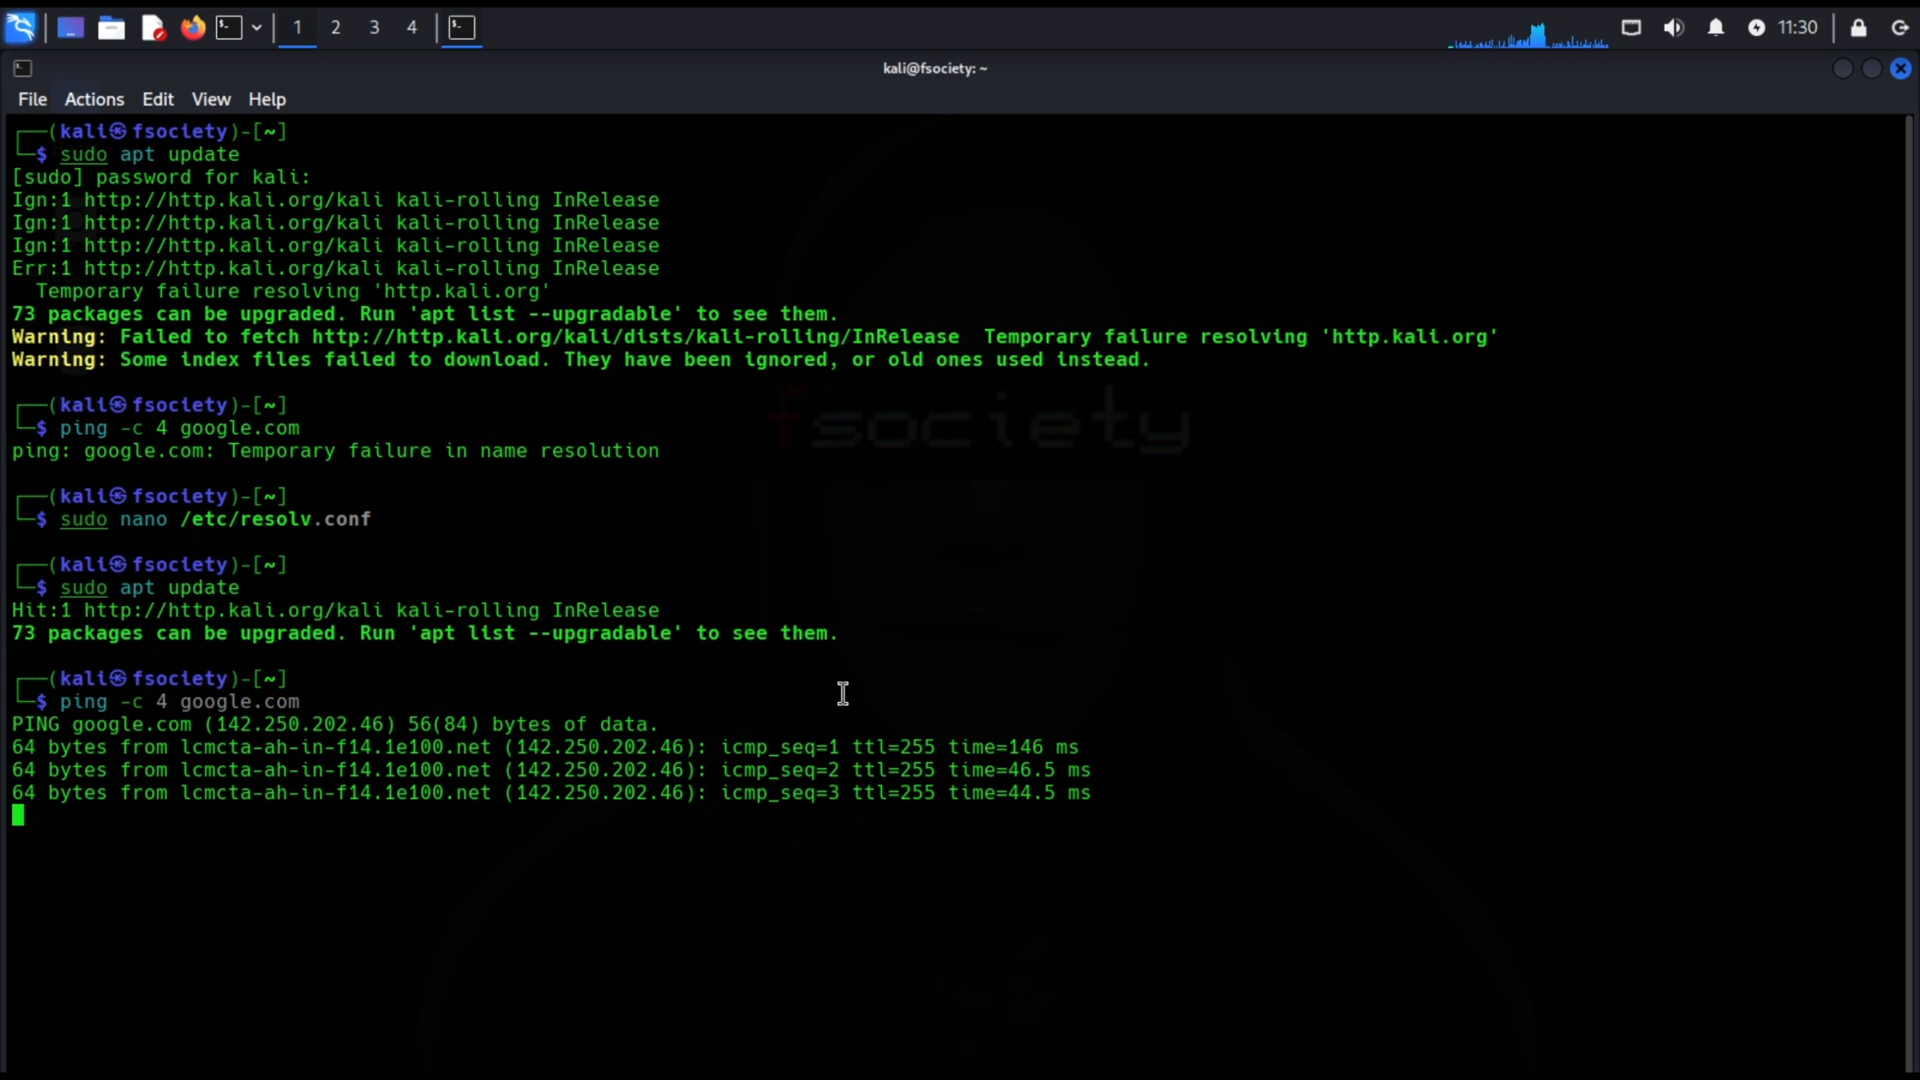 1 2 3 4 11:30
kali@fsociety: ~
File Actions Edit View Help
┌──(kali㉿fsociety)-[~]
└─$ sudo apt update
[sudo] password for kali:
Ign:1 http://http.kali.org/kali kali-rolling InRelease
Ign:1 http://http.kali.org/kali kali-rolling InRelease
Ign:1 http://http.kali.org/kali kali-rolling InRelease
Err:1 http://http.kali.org/kali kali-rolling InRelease
  Temporary failure resolving 'http.kali.org'
73 packages can be upgraded. Run 'apt list --upgradable' to see them.
Warning: Failed to fetch http://http.kali.org/kali/dists/kali-rolling/InRelease  Temporary failure resolving 'http.kali.org'
Warning: Some index files failed to download. They have been ignored, or old ones used instead.
┌──(kali㉿fsociety)-[~]
└─$ ping -c 4 google.com
ping: google.com: Temporary failure in name resolution
fsociety
┌──(kali㉿fsociety)-[~]
└─$ sudo nano /etc/resolv.conf
┌──(kali㉿fsociety)-[~]
└─$ sudo apt update
Hit:1 http://http.kali.org/kali kali-rolling InRelease
73 packages can be upgraded. Run 'apt list --upgradable' to see them.
┌──(kali㉿fsociety)-[~]
└─$ ping -c 4 google.com
PING google.com (142.250.202.46) 56(84) bytes of data.
64 bytes from lcmcta-ah-in-f14.1e100.net (142.250.202.46): icmp_seq=1 ttl=255 time=146 ms
64 bytes from lcmcta-ah-in-f14.1e100.net (142.250.202.46): icmp_seq=2 ttl=255 time=46.5 ms
64 bytes from lcmcta-ah-in-f14.1e100.net (142.250.202.46): icmp_seq=3 ttl=255 time=44.5 ms